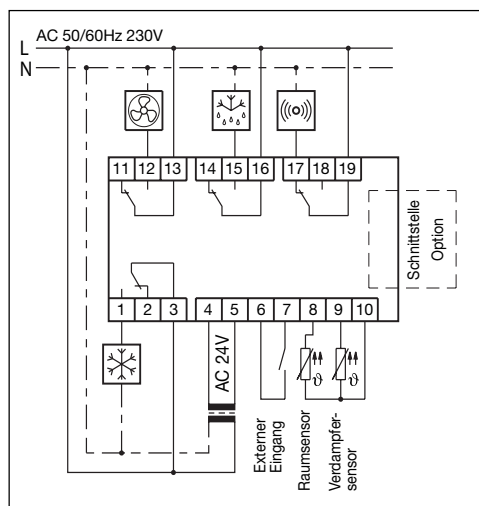 AC 50/60Hz 230V
L
N
11 12 13 14 15 16 17 18 19
Schnittstelle
Option
1 2 3 4 5 6 7 8 9 10
AC 24V
ϑ ϑ
Externer
Eingang
Raumsensor
Verdampfer-
sensor